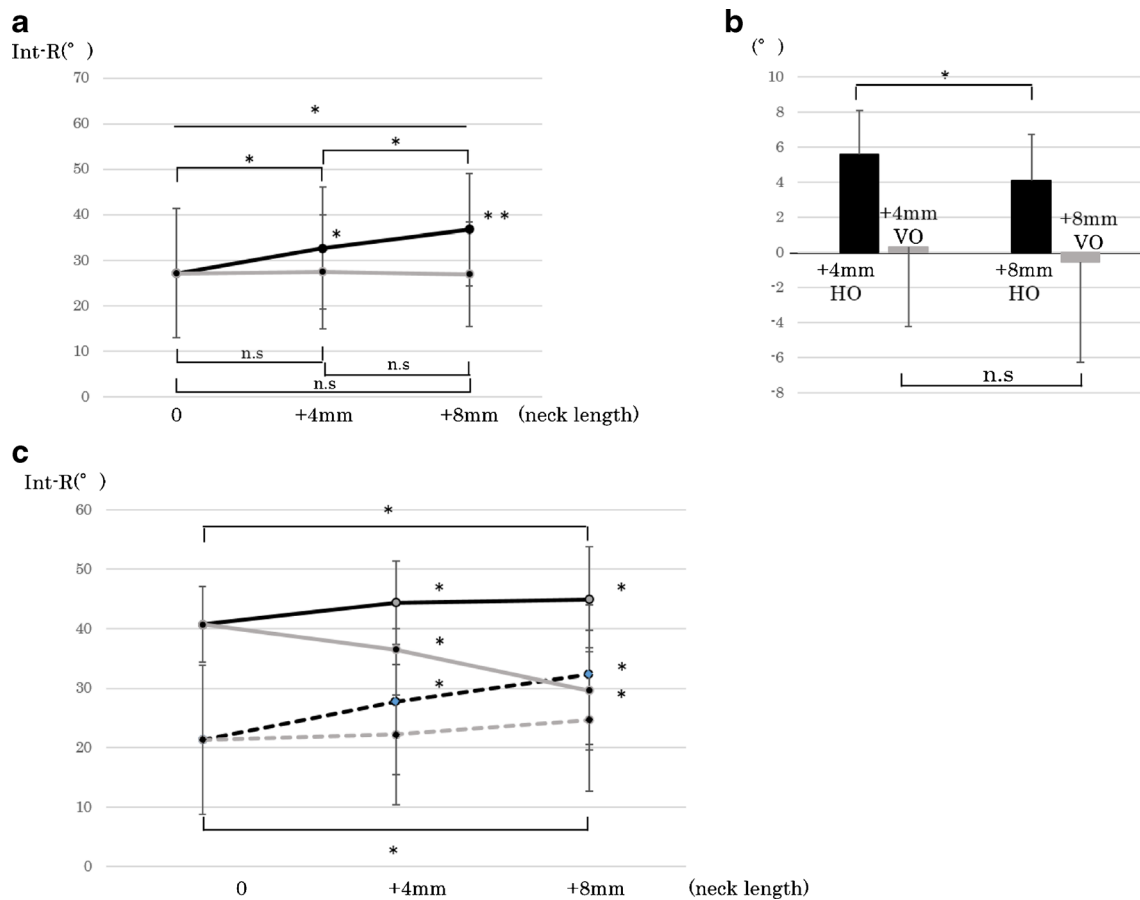 a
Int-R(° )
70
60
50
40
30
20
10
0
*
*
*
*
* *
n.s
n.s
n.s
0 +4mm +8mm (neck length)
b
(° )
10
8
6
4
2
0
-2
-4
-6
-8
*
+4mm
VO
+8mm
VO
+4mm
HO
+8mm
HO
n.s
c
Int-R(° )
60
50
40
30
20
10
0
*
*
*
*
*
*
*
*
0 +4mm +8mm (neck length)